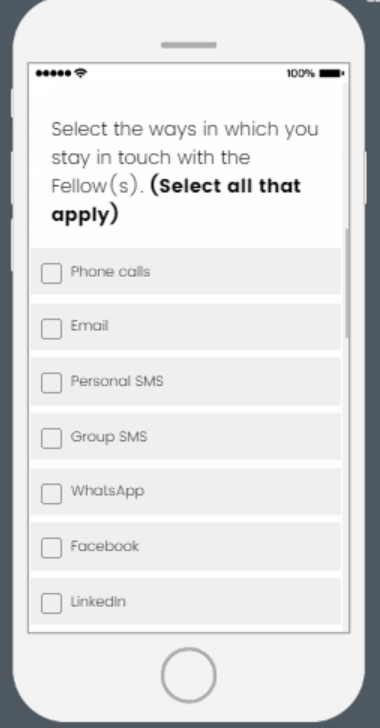 100%
Select the ways in which you
stay in touch with the
Fellow(s). (Select all that
apply)
Phone calls
Email
Personal SMS
Group SMS
WhatsApp
Facebook
LinkedIn